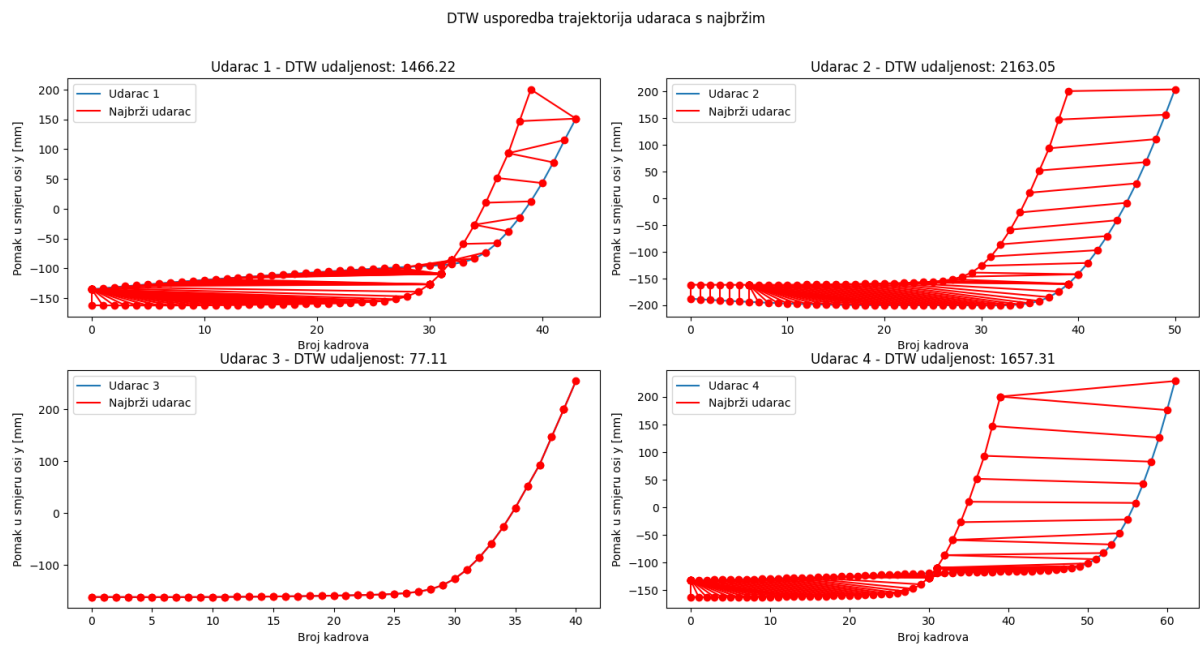 DTW usporedba trajektorija udaraca s najbržim
Udarac 1 - DTW udaljenost: 1466.22
Pomak u smjeru osi y [mm]
200
150
100
50
0
−50
−100
−150
Udarac 1
Najbrži udarac
0
10
20
30
40
Broj kadrova
Udarac 2 - DTW udaljenost: 2163.05
Pomak u smjeru osi y [mm]
200
150
100
50
0
−50
−100
−150
−200
Udarac 2
Najbrži udarac
0
10
20
30
40
50
Broj kadrova
Udarac 3 - DTW udaljenost: 77.11
Pomak u smjeru osi y [mm]
200
100
0
−100
Udarac 3
Najbrži udarac
0
5
10
15
20
25
30
35
40
Broj kadrova
Udarac 4 - DTW udaljenost: 1657.31
Pomak u smjeru osi y [mm]
200
150
100
50
0
−50
−100
−150
Udarac 4
Najbrži udarac
0
10
20
30
40
50
60
Broj kadrova